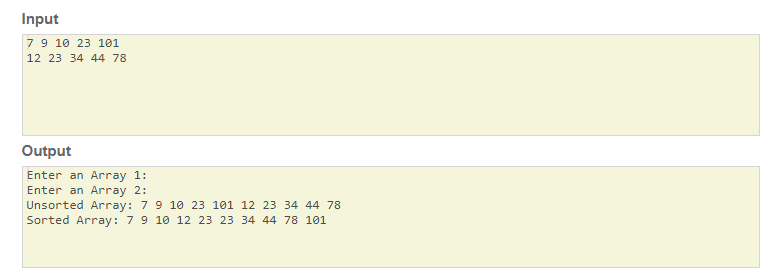 Input
7 9 10 23 101
12 23 34 44 78
Output
Enter an Array 1:
Enter an Array 2:
Unsorted Array: 7 9 10 23 101 12 23 34 44 78
Sorted Array: 7 9 10 12 23 23 34 44 78 101